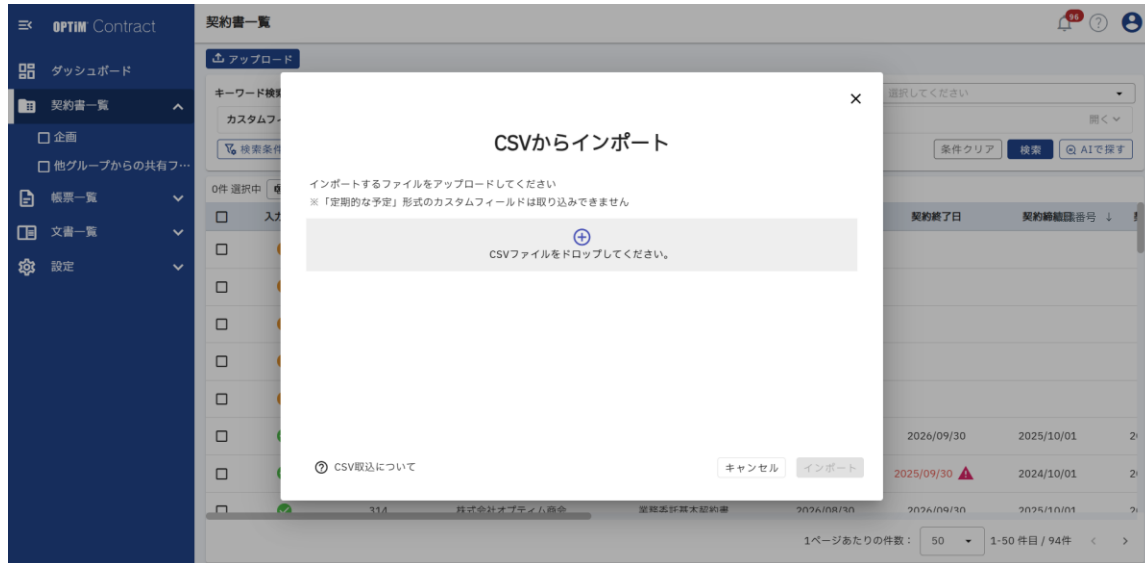 OPTiM Contract
契約書一覧
96
ダッシュボード
契約書一覧
企画
他グループからの共有フ…
帳票一覧
文書一覧
設定
アップロード
キーワード検索
選択してください
カスタムフィ
開く
検索条件
条件クリア
検索
AIで探す
0件 選択中
入力
契約終了日
契約締結日
番号 ↓
CSVからインポート
インポートするファイルをアップロードしてください
※「定期的な予定」形式のカスタムフィールドは取り込みできません
CSVファイルをドロップしてください。
CSV取込について
キャンセル
インポート
2026/09/30 2025/10/01
2025/09/30 2024/10/01
314 株式会社オプティム商会 業務委託基本契約書 2026/08/30 2026/09/30 2025/10/01
1ページあたりの件数： 50 1-50 件目 / 94件